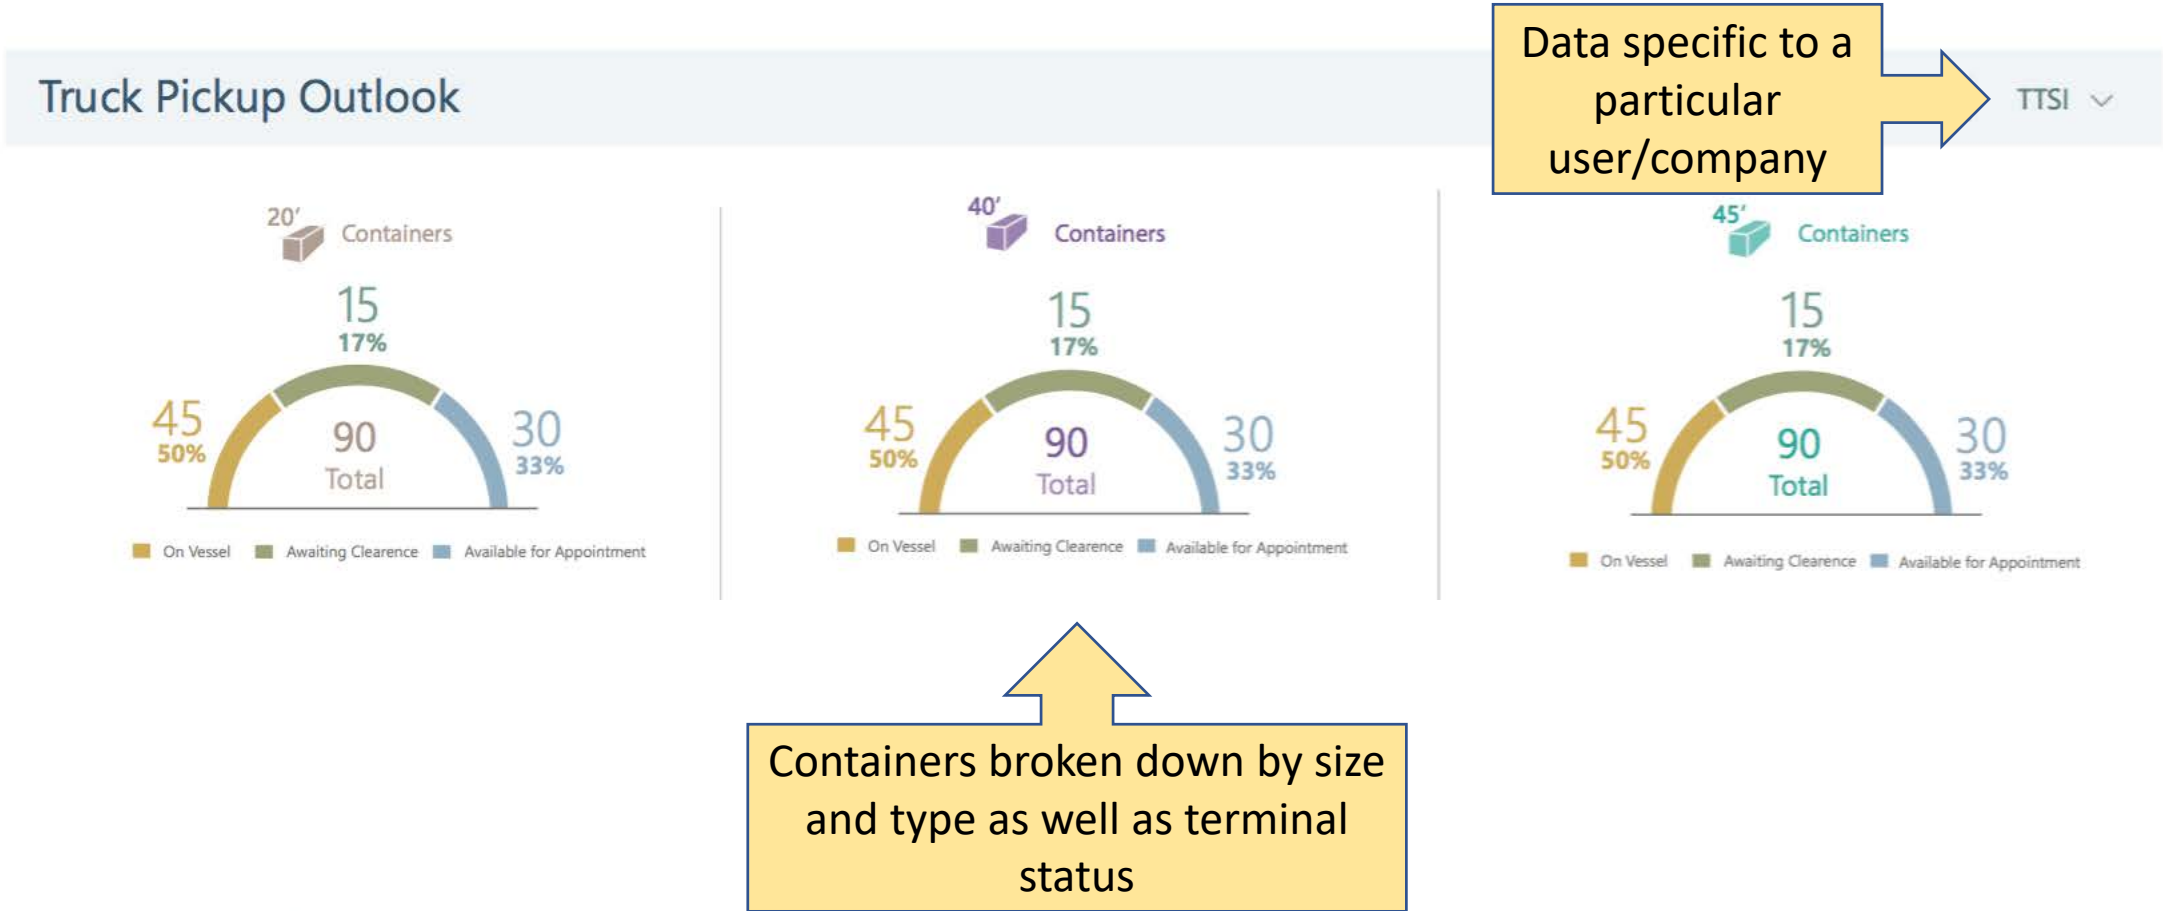 Truck Pickup Outlook
Data specific to a
particular
user/company
TTSI
20'
Containers
15
17%
45
50%
90
Total
30
33%
On Vessel Awaiting Clearence Available for Appointment
40'
Containers
15
17%
45
50%
90
Total
30
33%
On Vessel Awaiting Clearence Available for Appointment
45'
Containers
15
17%
45
50%
90
Total
30
33%
On Vessel Awaiting Clearence Available for Appointment
Containers broken down by size
and type as well as terminal
status